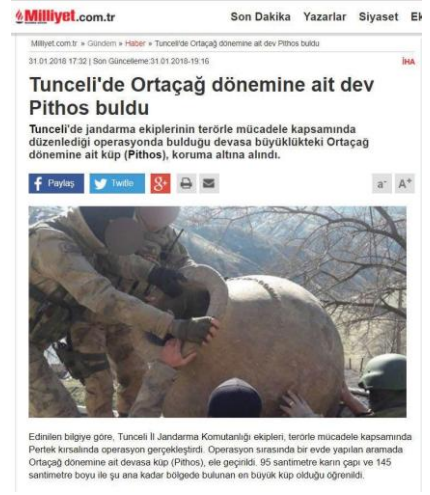 Milliyet.com.tr
Son Dakika Yazarlar Siyaset Ek
Milliyet.com.tr » Gündem » Haber » Tunceli'de Ortaçağ dönemine ait dev Pithos buldu
31.01.2018 17:32 | Son Güncelleme:31.01.2018-19:16
İHA
Tunceli'de Ortaçağ dönemine ait dev
Pithos buldu
Tunceli'de jandarma ekiplerinin terörle mücadele kapsamında
düzenlediği operasyonda bulduğu devasa büyüklükteki Ortaçağ
dönemine ait küp (Pithos), koruma altına alındı.
f Paylaş Twitle g+ a- A+
Edinilen bilgiye göre, Tunceli İl Jandarma Komutanlığı ekipleri, terörle mücadele kapsamında
Pertek kırsalında operasyon gerçekleştirdi. Operasyon sırasında bir evde yapılan aramada
Ortaçağ dönemine ait devasa küp (Pithos), ele geçirildi. 95 santimetre karın çapı ve 145
santimetre boyu ile şu ana kadar bölgede bulunan en büyük küp olduğu öğrenildi.